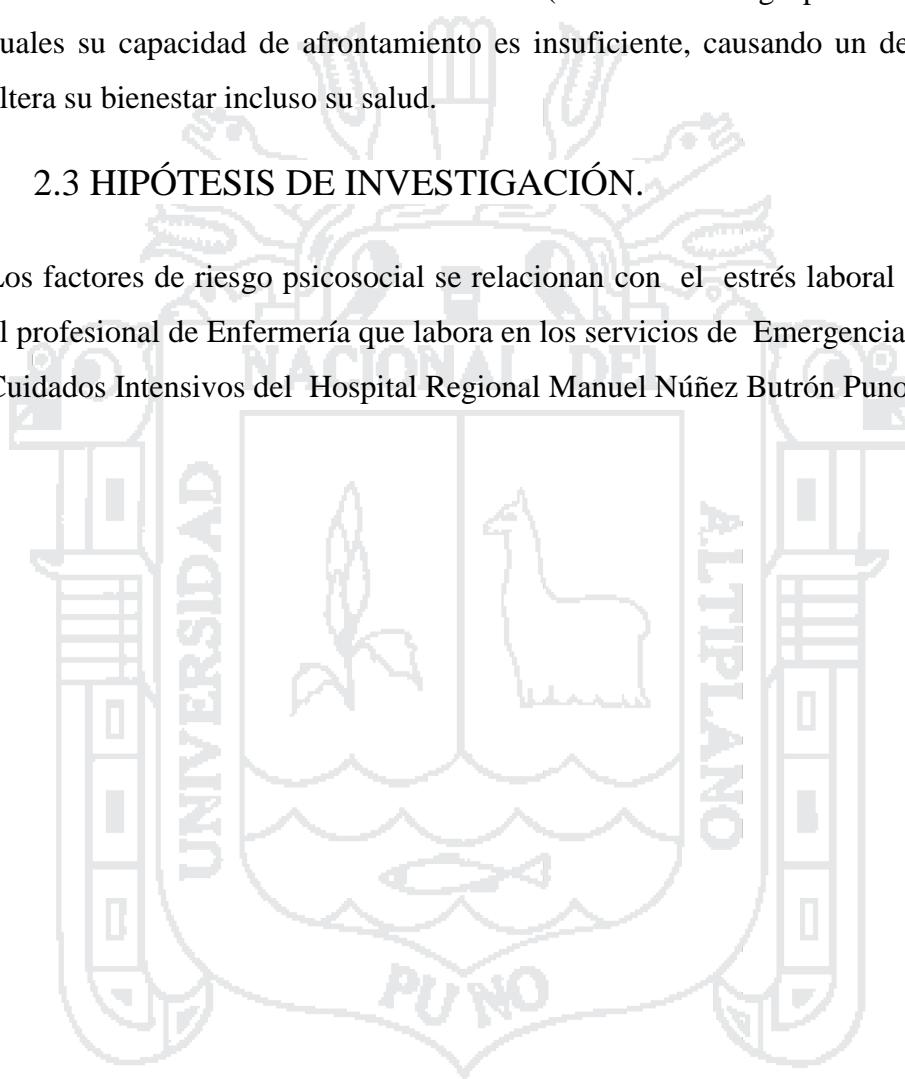 uales su capacidad de afrontamiento es insuficiente, causando un de
ltera su bienestar incluso su salud.
2.3 HIPÓTESIS DE INVESTIGACIÓN.
Los factores de riesgo psicosocial se relacionan con el estrés laboral
l profesional de Enfermería que labora en los servicios de Emergencia
Cuidados Intensivos del Hospital Regional Manuel Núñez Butrón Puno
NACIONAL DEL
UNIVERSIDAD
ALTIPLANO
PUNO